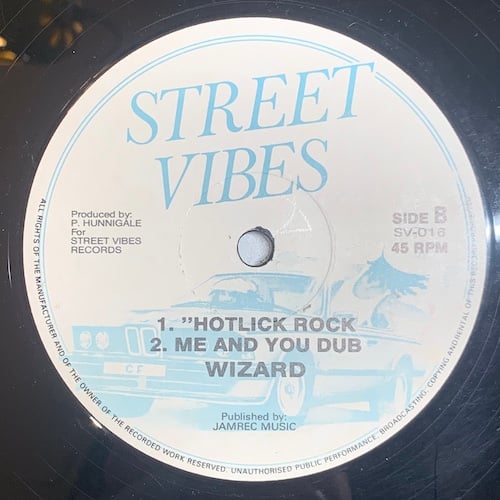 STREET
VIBES
Produced by:
P. HUNNIGALE
For
STREET VIBES
RECORDS
SIDE B
SV-016
45 RPM
1. "HOTLICK ROCK
2. ME AND YOU DUB
WIZARD
CF
Published by:
JAMREC MUSIC
ALL RIGHTS OF THE MANUFACTURER AND OF THE OWNER OF THE RECORDED WORK RESERVED. UNAUTHORISED PUBLIC PERFORMANCE, BROADCASTING, COPYING AND RENTAL OF THIS RECORD